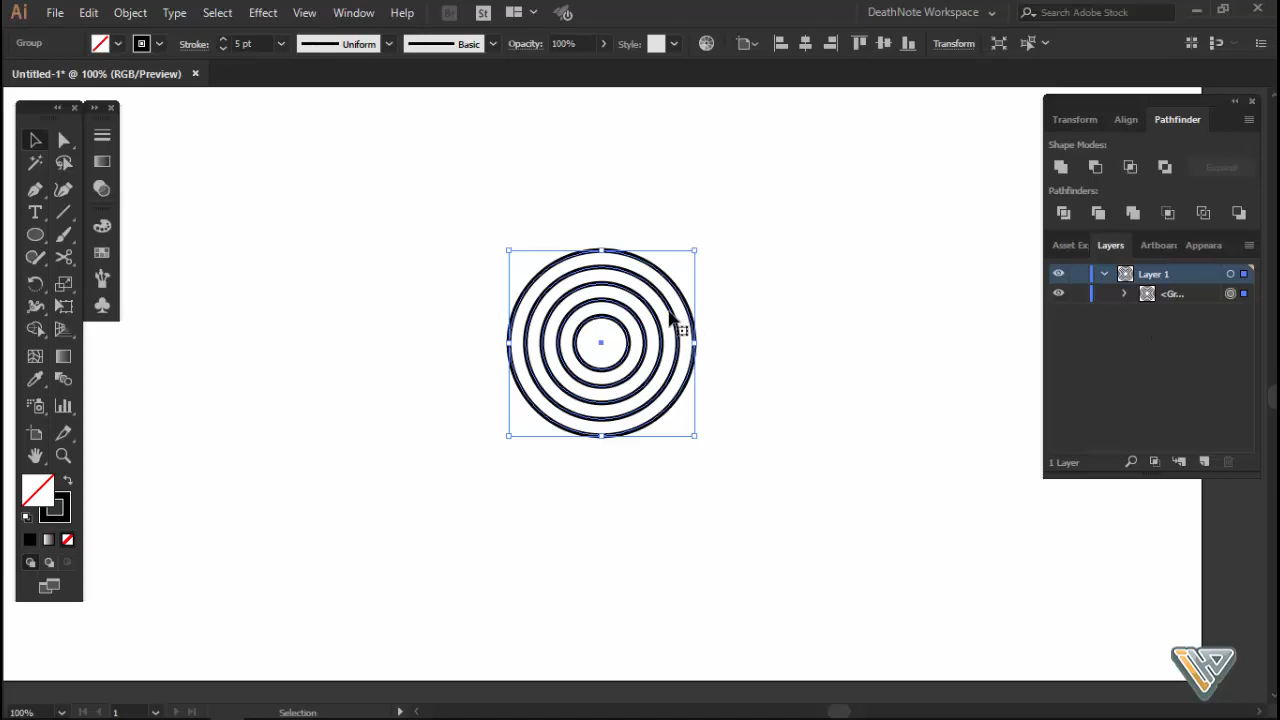 Ai File Edit Object Type Select Effect View Window Help Br St DeathNote Workspace Search Adobe Stock
Group Stroke: 5 pt Uniform Basic Opacity: 100% Style: Transform
Untitled-1* @ 100% (RGB/Preview)
Transform Align Pathfinder
Shape Modes:
Expand
Pathfinders:
Asset Ex Layers Artboar Appeara
Layer 1
<Gr...
1 Layer
100% 1 Selection